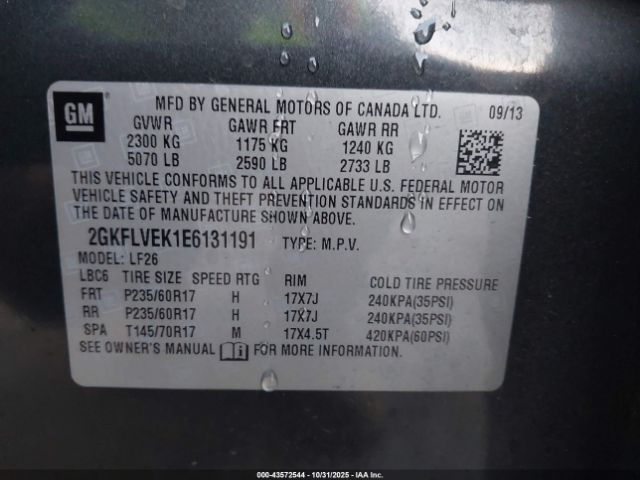 GM
MFD BY GENERAL MOTORS OF CANADA LTD. 09/13
GVWR GAWR FRT GAWR RR
2300 KG 1175 KG 1240 KG
5070 LB 2590 LB 2733 LB
THIS VEHICLE CONFORMS TO ALL APPLICABLE U.S. FEDERAL MOTOR
VEHICLE SAFETY AND THEFT PREVENTION STANDARDS IN EFFECT ON
THE DATE OF MANUFACTURE SHOWN ABOVE.
2GKFLVEK1E6131191 TYPE: M.P.V.
MODEL: LF26
LBC6 TIRE SIZE SPEED RTG RIM COLD TIRE PRESSURE
FRT P235/60R17 H 17X7J 240KPA(35PSI)
RR P235/60R17 H 17X7J 240KPA(35PSI)
SPA T145/70R17 M 17X4.5T 420KPA(60PSI)
SEE OWNER'S MANUAL FOR MORE INFORMATION.
000-43572544 - 10/31/2025 - IAA Inc.